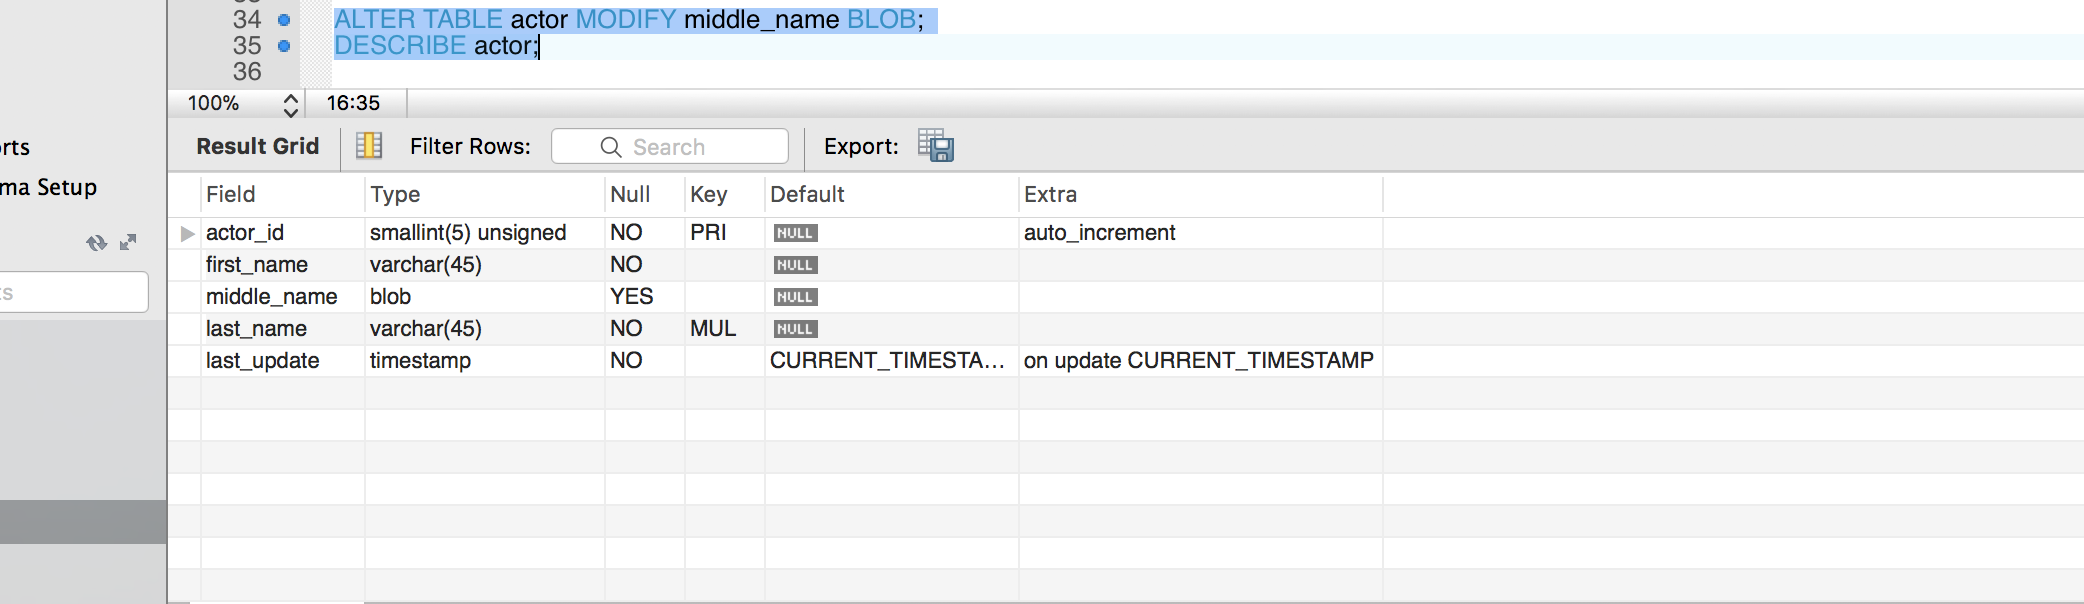 34 ALTER TABLE actor MODIFY middle_name BLOB;
35 DESCRIBE actor;
36
100% 16:35
rts
Result Grid Filter Rows: Search Export:
ma Setup
Field Type Null Key Default Extra
actor_id smallint(5) unsigned NO PRI NULL auto_increment
first_name varchar(45) NO NULL
s
middle_name blob YES NULL
last_name varchar(45) NO MUL NULL
last_update timestamp NO CURRENT_TIMESTA... on update CURRENT_TIMESTAMP